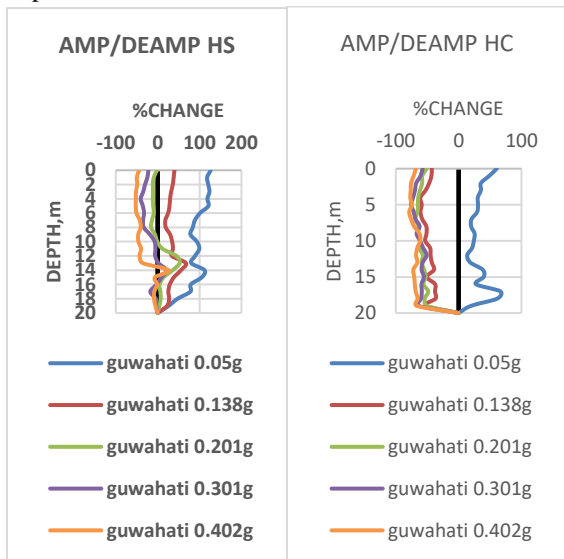 AMP/DEAMP HS
%CHANGE
-100 0 100 200
DEPTH,m
0
2
4
6
8
10
11
13
14
16
18
20
guwahati 0.05g
guwahati 0.138g
guwahati 0.201g
guwahati 0.301g
guwahati 0.402g
AMP/DEAMP HC
%CHANGE
-100 0 100
DEPTH,m
0
5
10
15
20
guwahati 0.05g
guwahati 0.138g
guwahati 0.201g
guwahati 0.301g
guwahati 0.402g